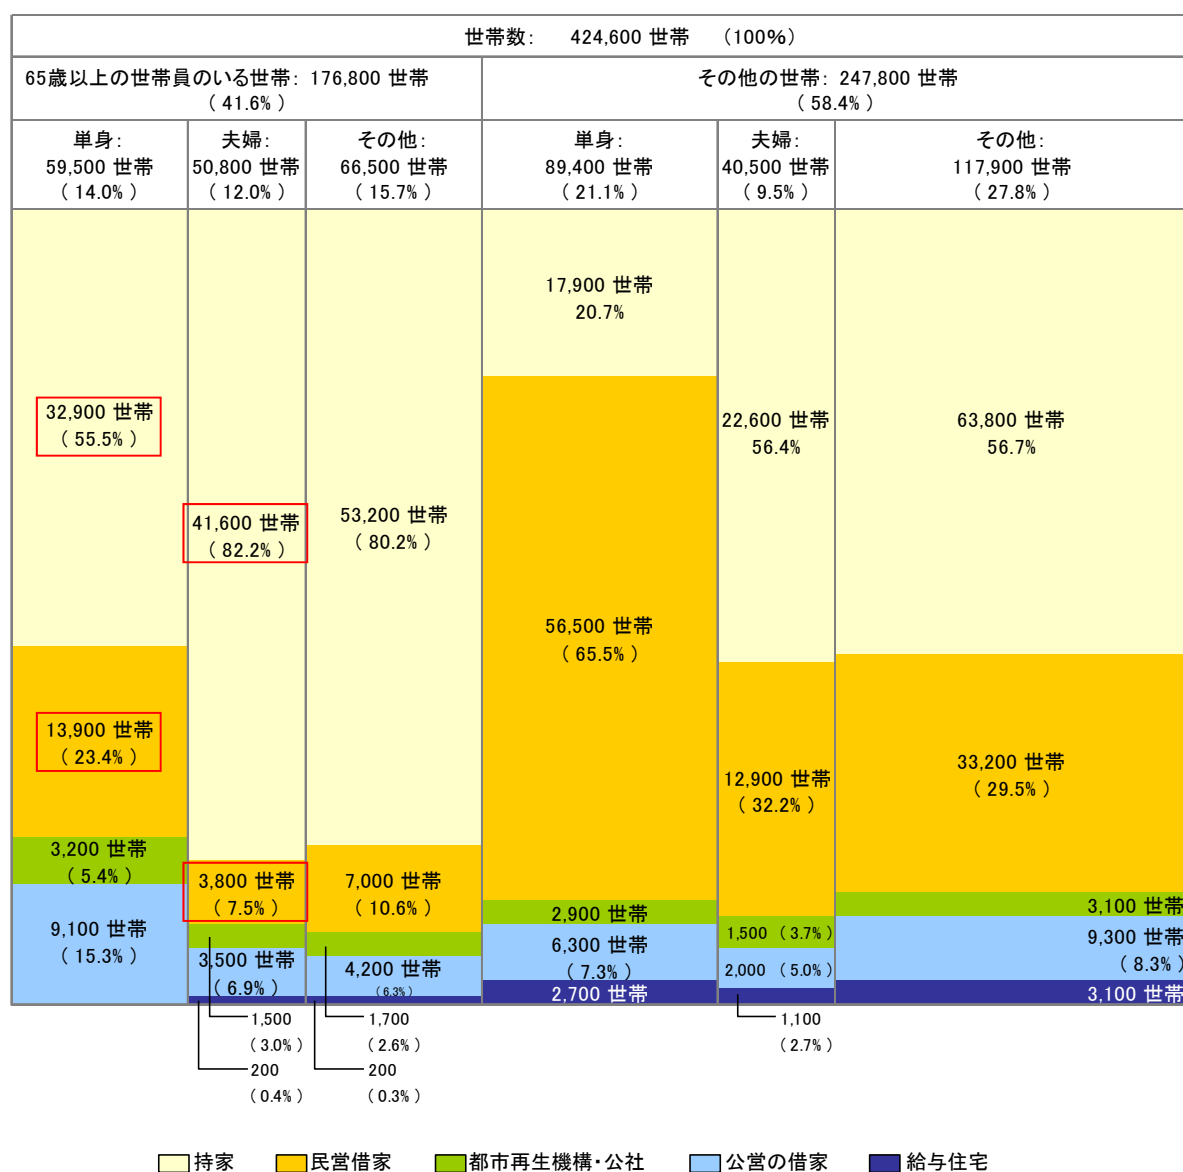 世帯数: 424,600 世帯 (100%)
65歳以上の世帯員のいる世帯: 176,800 世帯
( 41.6% )
その他の世帯: 247,800 世帯
( 58.4% )
単身:
59,500 世帯
( 14.0% )
夫婦:
50,800 世帯
( 12.0% )
その他:
66,500 世帯
( 15.7% )
単身:
89,400 世帯
( 21.1% )
夫婦:
40,500 世帯
( 9.5% )
その他:
117,900 世帯
( 27.8% )
32,900 世帯
( 55.5% )
13,900 世帯
( 23.4% )
3,200 世帯
( 5.4% )
9,100 世帯
( 15.3% )
41,600 世帯
( 82.2% )
3,800 世帯
( 7.5% )
3,500 世帯
( 6.9% )
1,500
( 3.0% )
200
( 0.4% )
53,200 世帯
( 80.2% )
7,000 世帯
( 10.6% )
4,200 世帯
( 6.3% )
1,700
( 2.6% )
200
( 0.3% )
17,900 世帯
20.7%
56,500 世帯
( 65.5% )
2,900 世帯
6,300 世帯
( 7.3% )
2,700 世帯
22,600 世帯
56.4%
12,900 世帯
( 32.2% )
1,500 ( 3.7% )
2,000 ( 5.0% )
1,100
( 2.7% )
63,800 世帯
56.7%
33,200 世帯
( 29.5% )
3,100 世帯
9,300 世帯
( 8.3% )
3,100 世帯
持家 民営借家 都市再生機構・公社 公営の借家 給与住宅